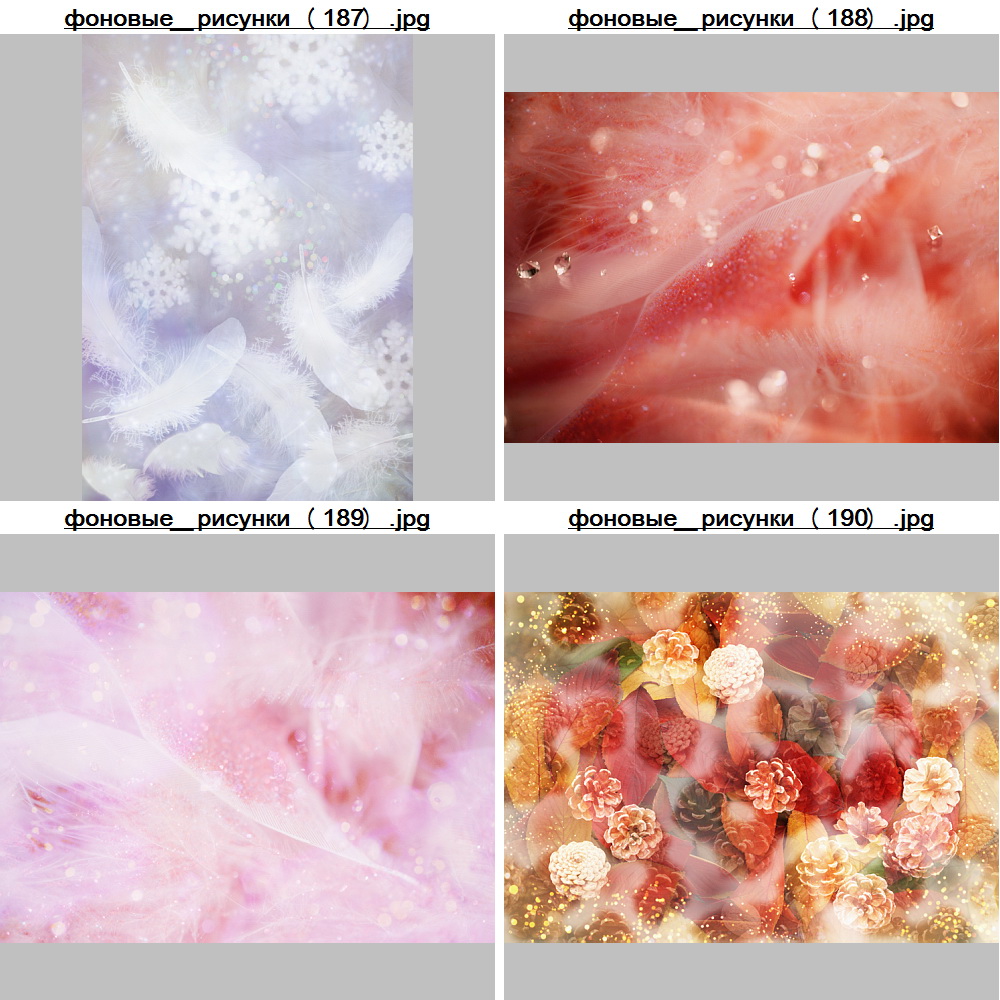 фоновые__рисунки ( 187) .jpg
фоновые__рисунки ( 188) .jpg
фоновые__рисунки ( 189) .jpg
фоновые__рисунки ( 190) .jpg